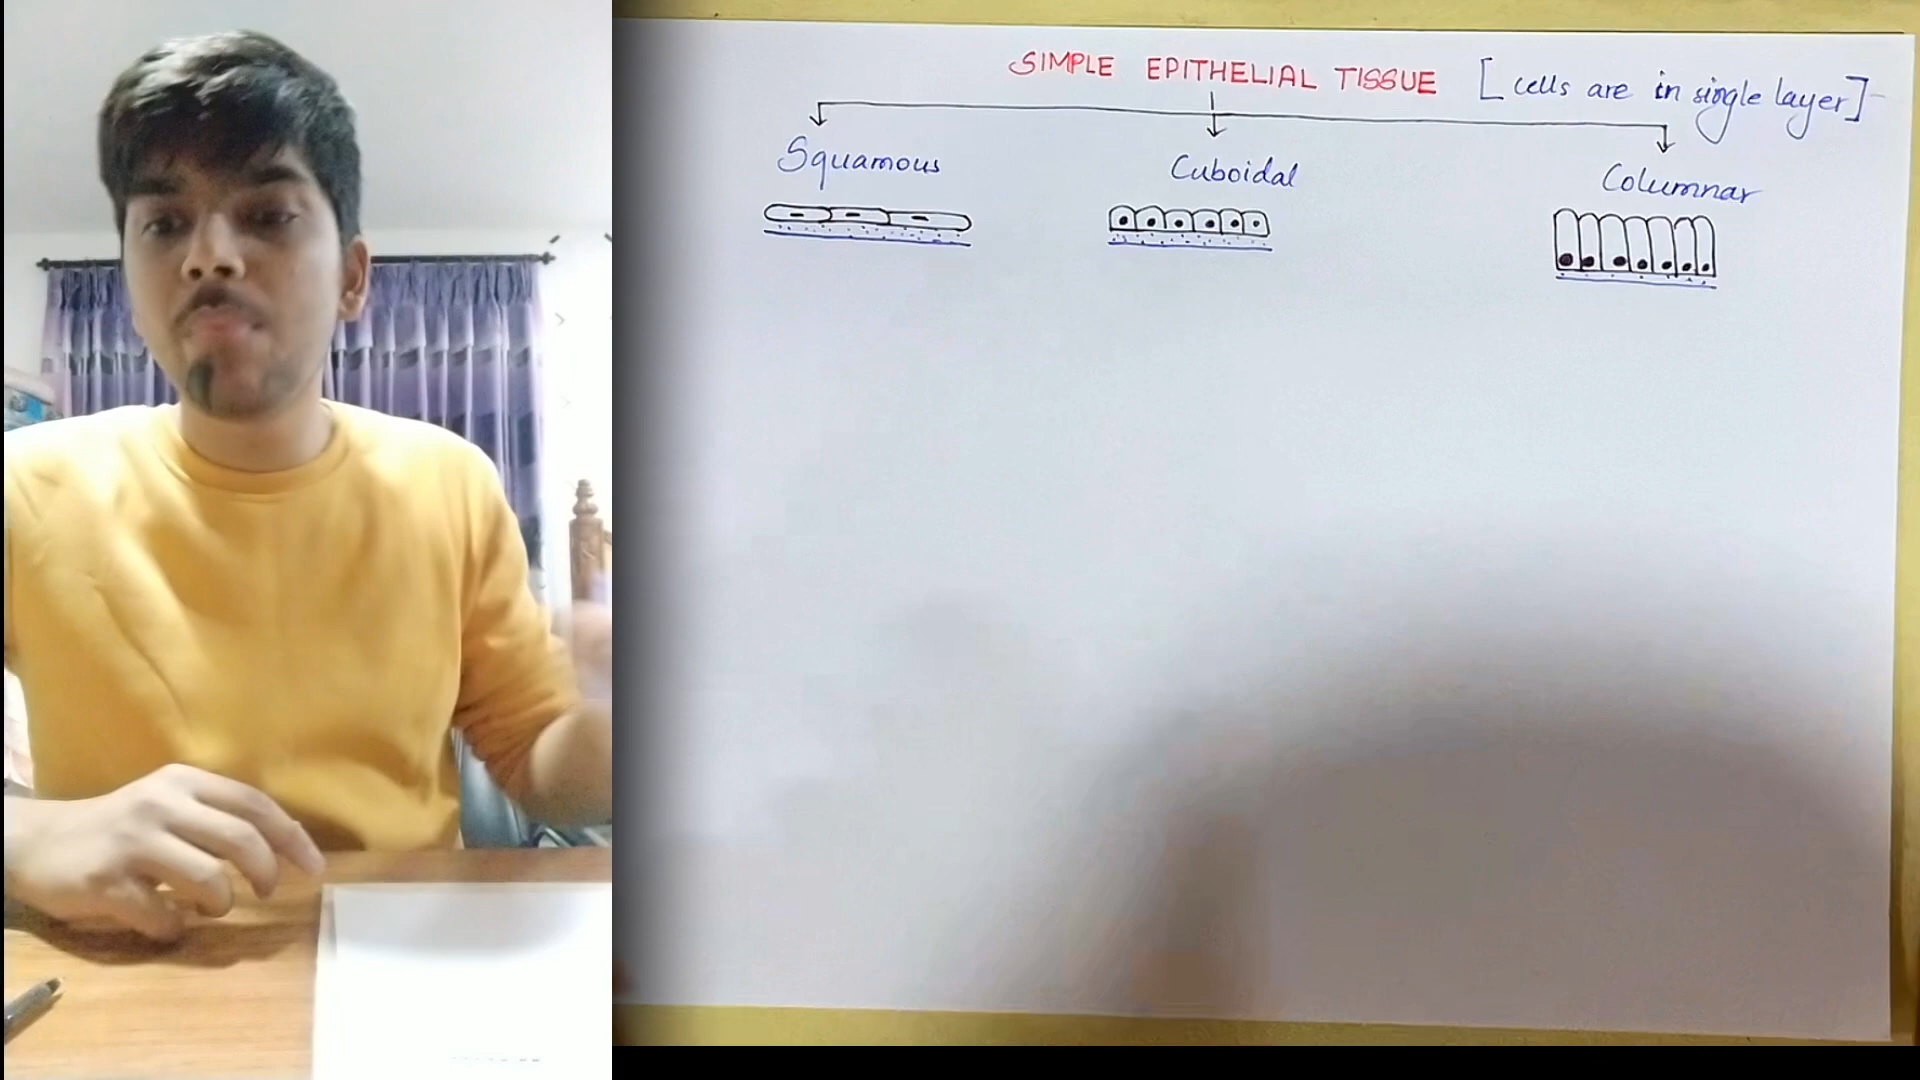 SIMPLE EPITHELIAL TISSUE [cells are in single layer]
Squamous Cuboidal Columnar